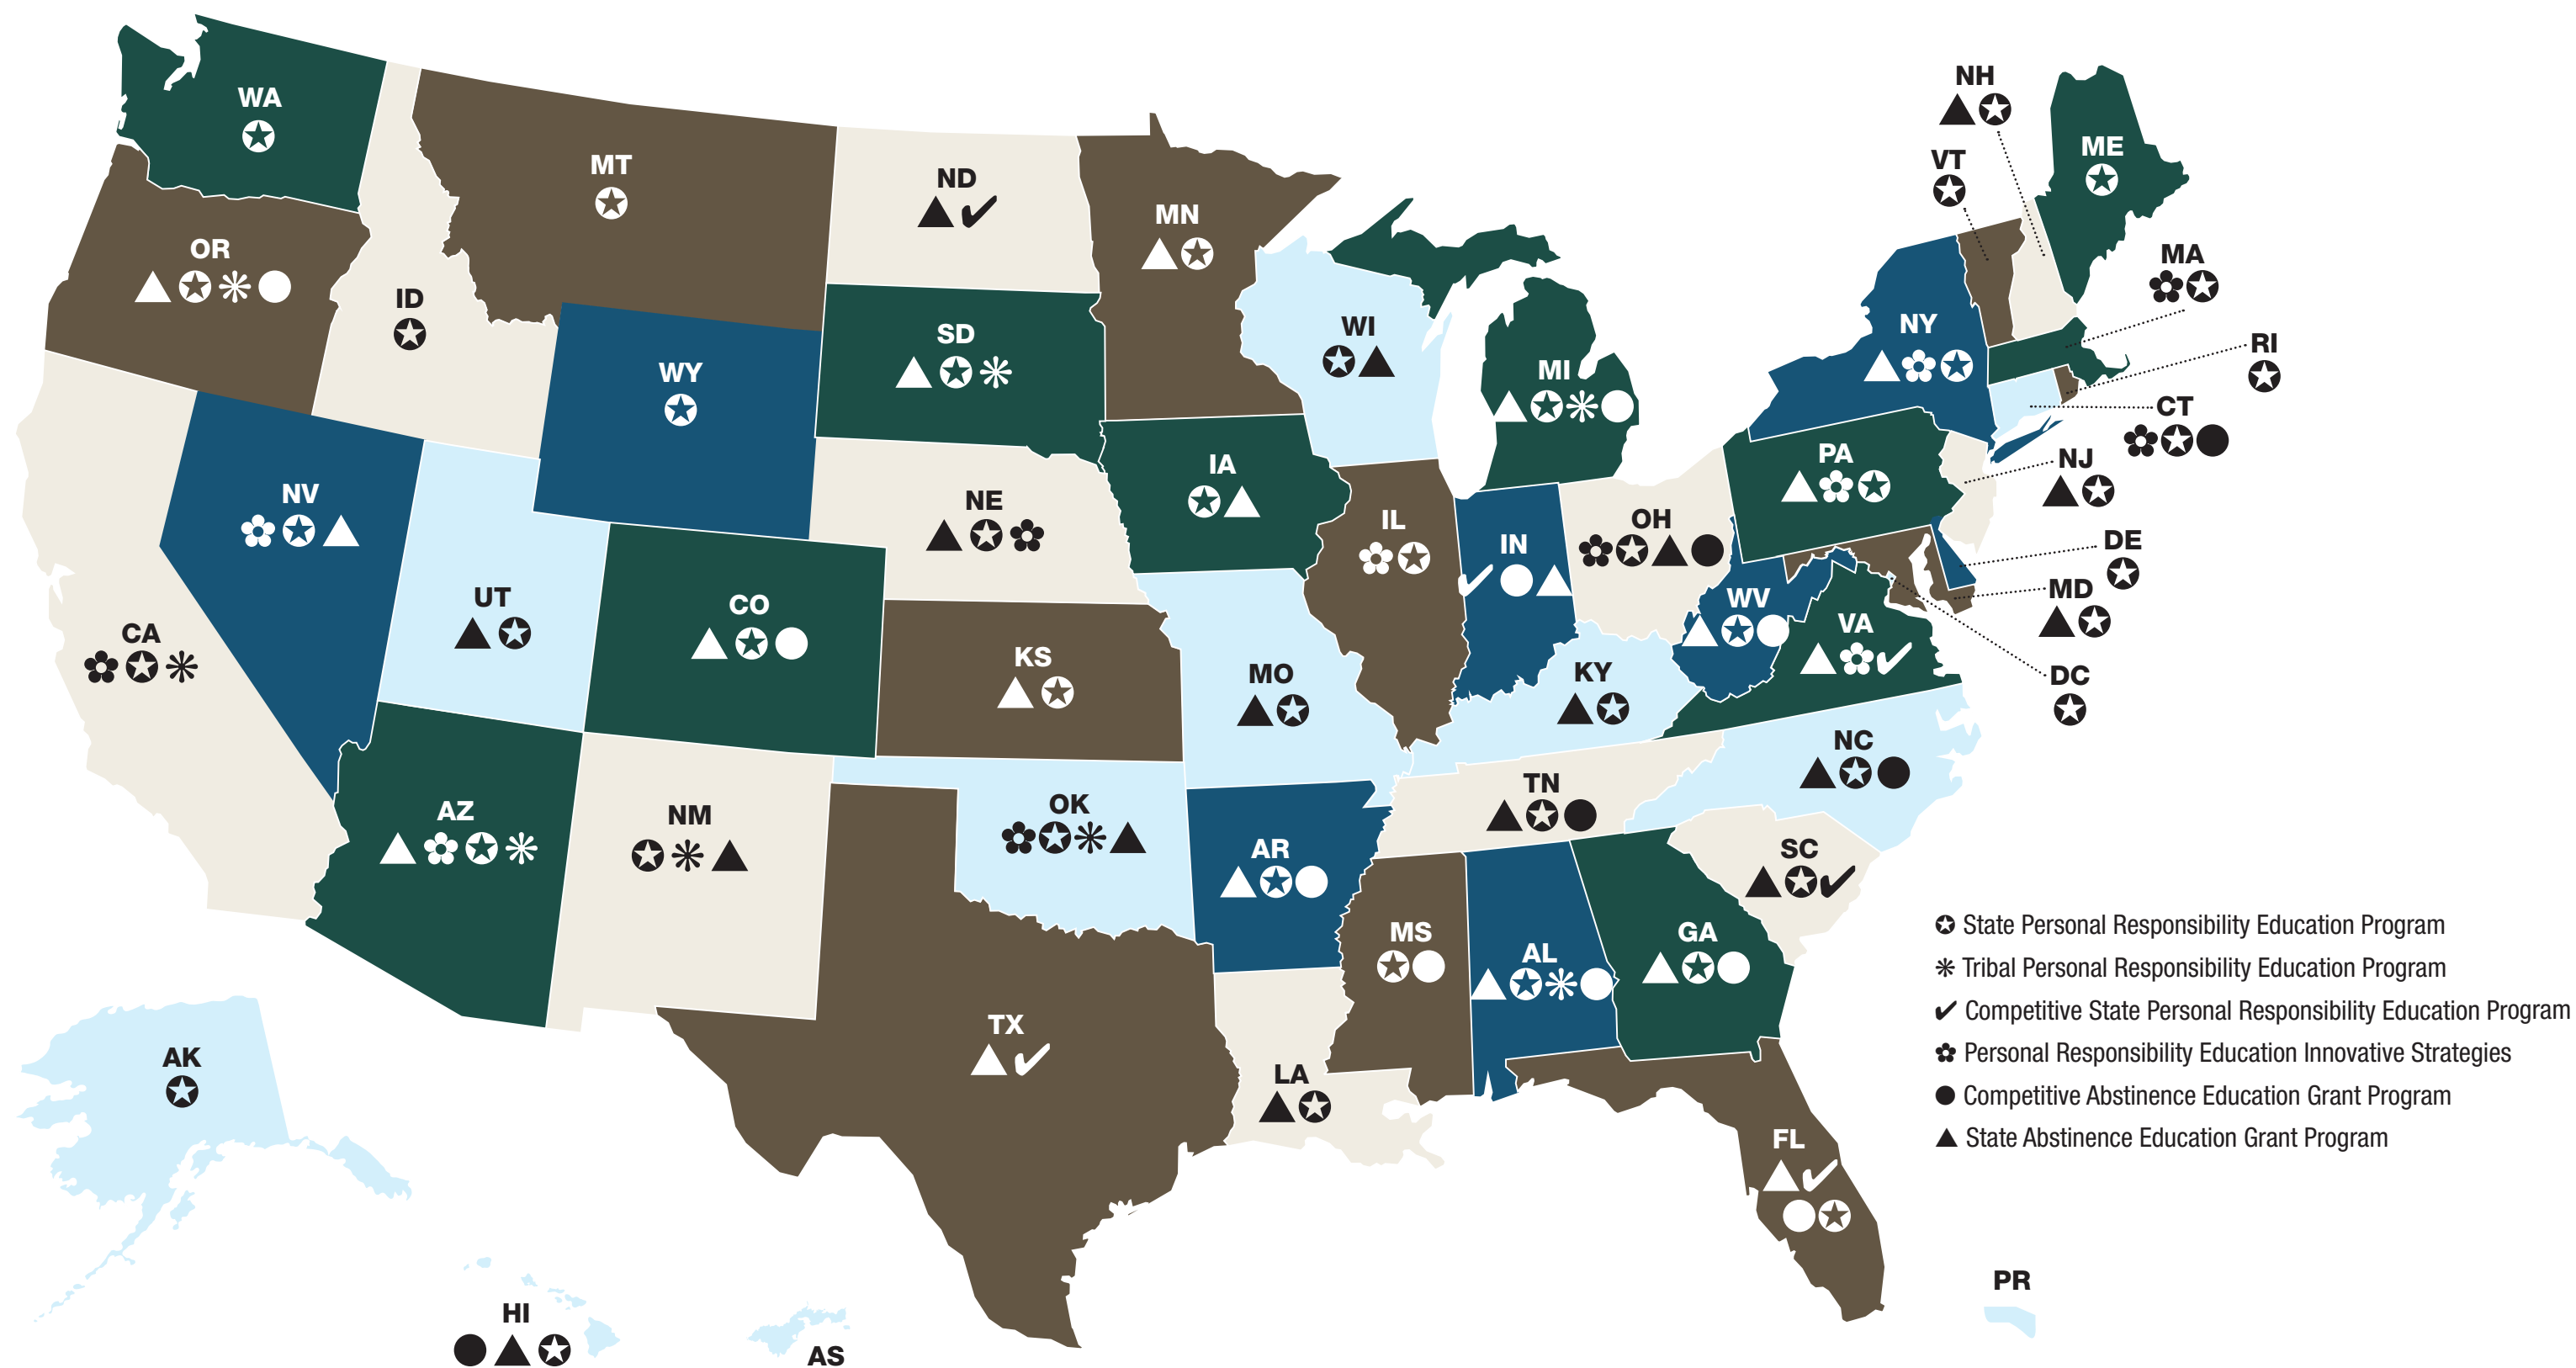 WA
OR
MT
ID
ND
MN
NH
VT
ME
MA
RI
CT
NJ
DE
MD
DC
NY
PA
WI
MI
SD
WY
NV
UT
CO
NE
IA
IL
IN
OH
WV
VA
CA
KS
MO
KY
NC
TN
AZ
NM
OK
AR
SC
MS
AL
GA
TX
LA
FL
AK
HI
AS
PR
State Personal Responsibility Education Program
Tribal Personal Responsibility Education Program
Competitive State Personal Responsibility Education Program
Personal Responsibility Education Innovative Strategies
Competitive Abstinence Education Grant Program
State Abstinence Education Grant Program